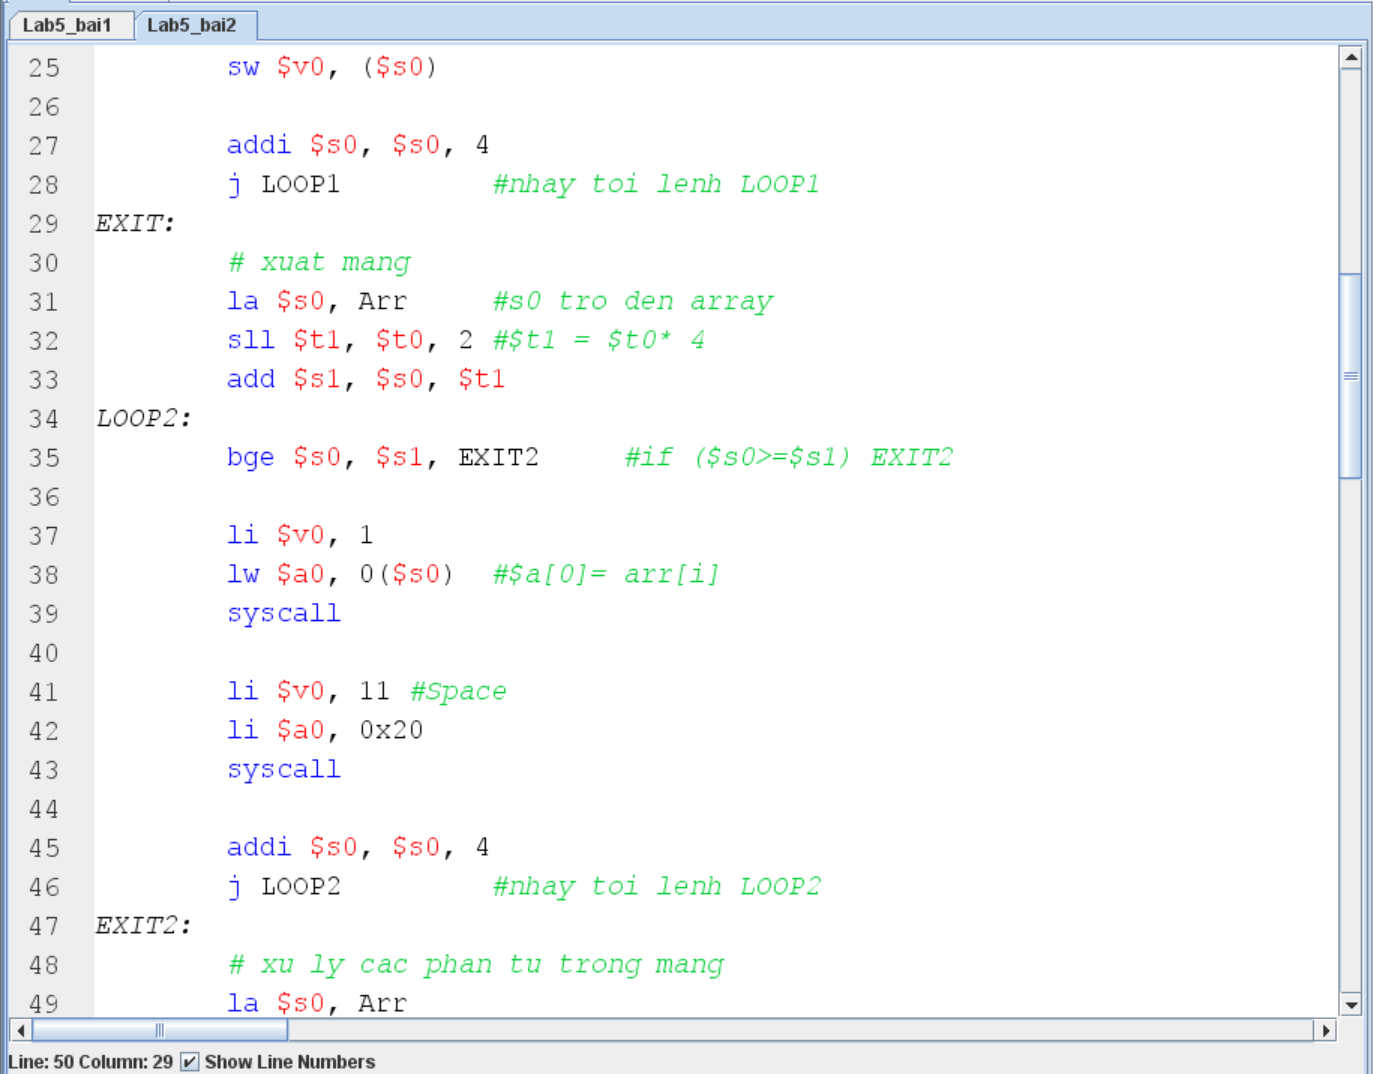 Lab5_bai1 Lab5_bai2
25 sw $v0, ($s0)
26
27 addi $s0, $s0, 4
28 j LOOP1 #nhay toi lenh LOOP1
29 EXIT:
30 # xuat mang
31 la $s0, Arr #s0 tro den array
32 sll $t1, $t0, 2 #$t1 = $t0* 4
33 add $s1, $s0, $t1
34 LOOP2:
35 bge $s0, $s1, EXIT2 #if ($s0>=$s1) EXIT2
36
37 li $v0, 1
38 lw $a0, 0($s0) #$a[0]= arr[i]
39 syscall
40
41 li $v0, 11 #Space
42 li $a0, 0x20
43 syscall
44
45 addi $s0, $s0, 4
46 j LOOP2 #nhay toi lenh LOOP2
47 EXIT2:
48 # xu ly cac phan tu trong mang
49 la $s0, Arr
Line: 50 Column: 29 Show Line Numbers